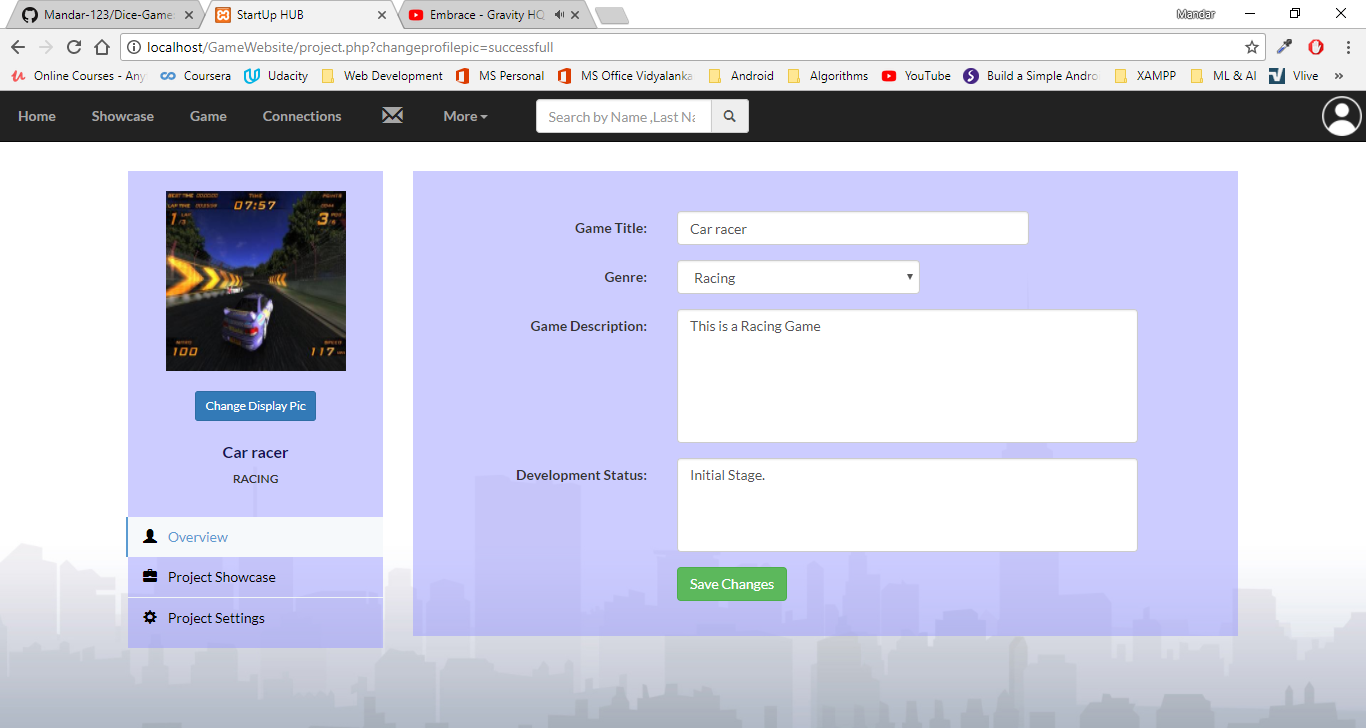 Mandar-123/Dice-Game:
StartUp HUB
Embrace - Gravity HQ
Mandar
localhost/GameWebsite/project.php?changeprofilepic=successfull
Online Courses - Any
Coursera
Udacity
Web Development
MS Personal
MS Office Vidyalanka
Android
Algorithms
YouTube
Build a Simple Andro
XAMPP
ML & AI
Vlive
»
Home
Showcase
Game
Connections
More
Search by Name ,Last Na
TIME
07:57
LAP TIME
1
3
100
SPEED
117
Change Display Pic
Car racer
RACING
Overview
Project Showcase
Project Settings
Game Title:
Car racer
Genre:
Racing
Game Description:
This is a Racing Game
Development Status:
Initial Stage.
Save Changes